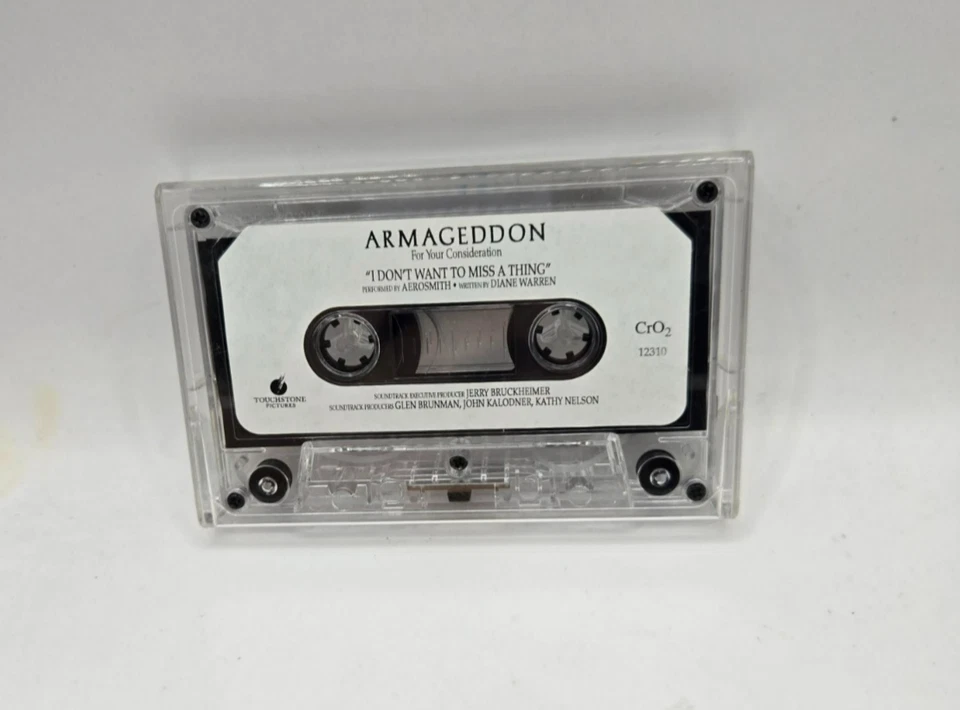 ARMAGEDDON
For Your Consideration
"I DON'T WANT TO MISS A THING"
PERFORMED BY AEROSMITH • WRITTEN BY DIANE WARREN
CrO2
12310
TOUCHSTONE
PICTURES
SOUNDTRACK EXECUTIVE PRODUCER JERRY BRUCKHEIMER
SOUNDTRACK PRODUCERS GLEN BRUNMAN, JOHN KALODNER, KATHY NELSON